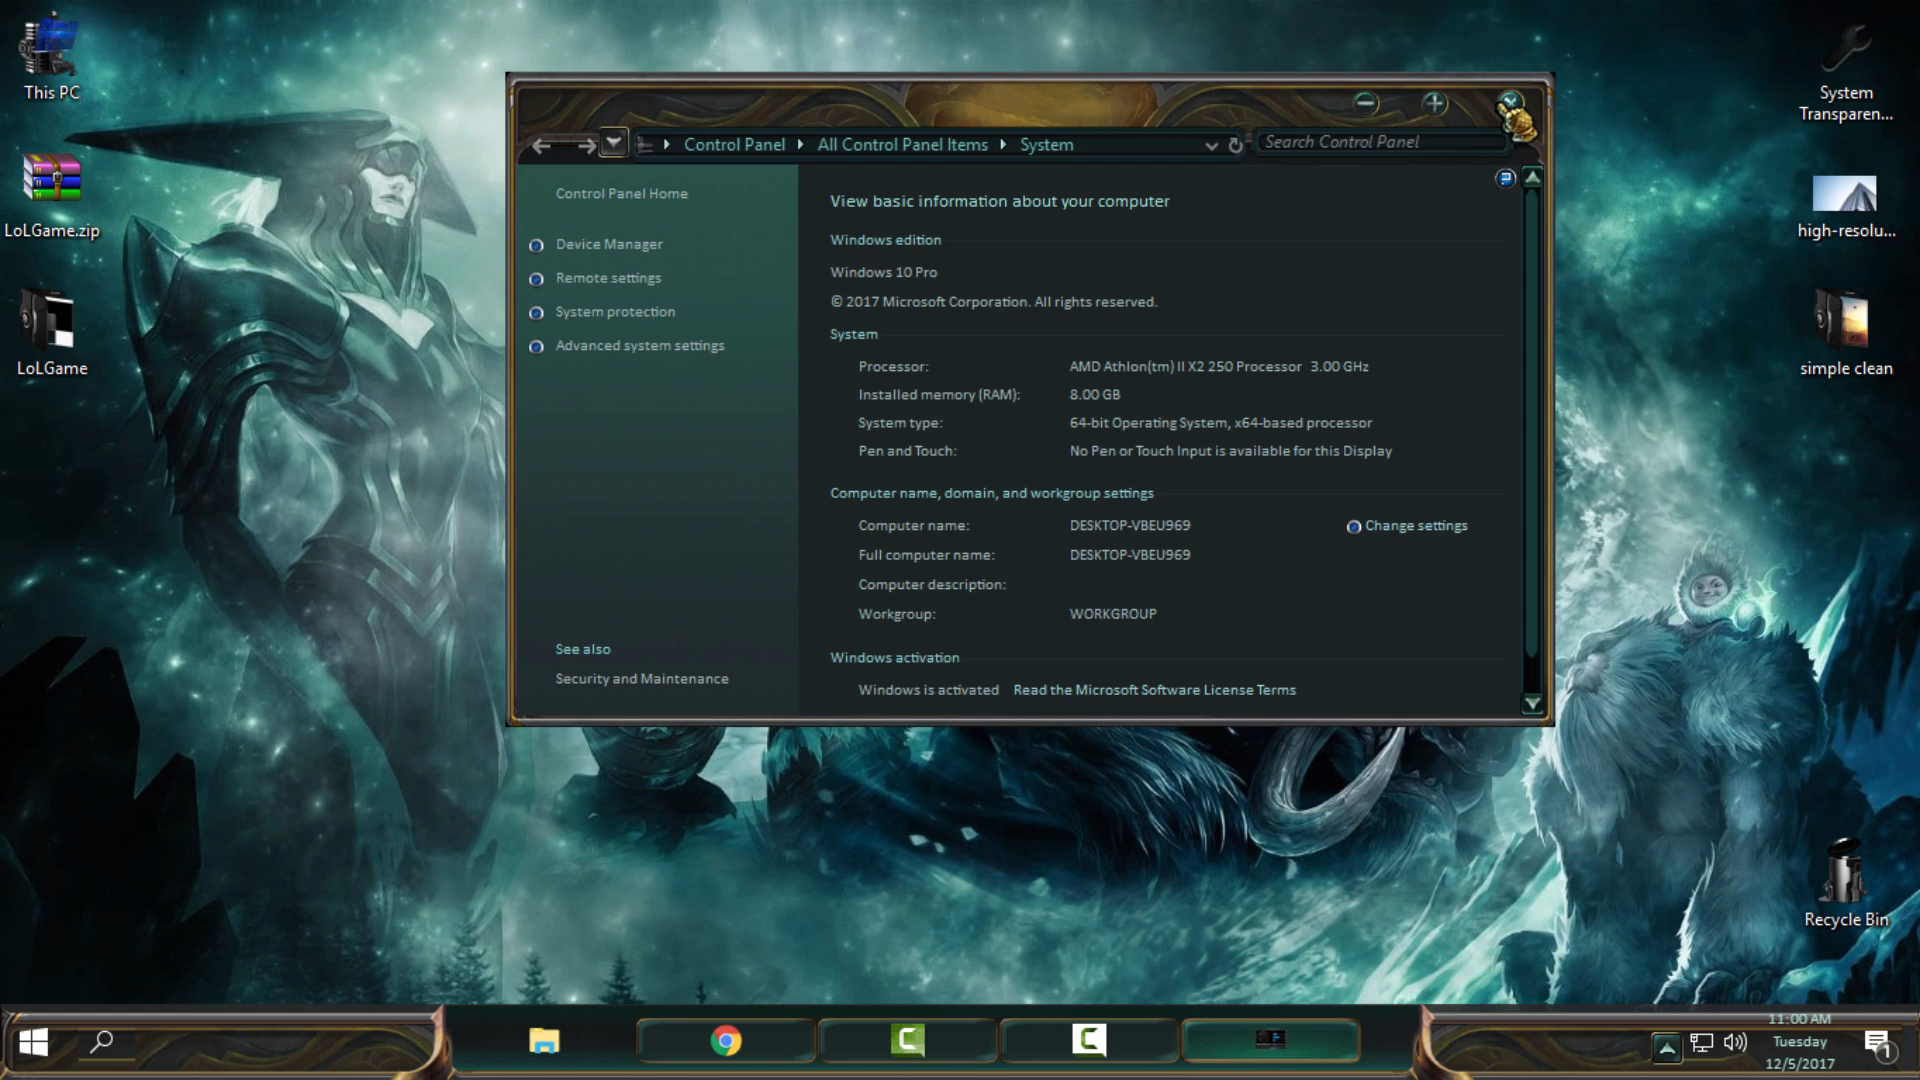 This PC
LoLGame.zip
LoLGame
System
Transparen...
high-resolu...
simple clean
Recycle Bin
Control Panel
All Control Panel Items
System
Search Control Panel
Control Panel Home
Device Manager
Remote settings
System protection
Advanced system settings
See also
Security and Maintenance
View basic information about your computer
Windows edition
Windows 10 Pro
© 2017 Microsoft Corporation. All rights reserved.
System
Processor: AMD Athlon(tm) II X2 250 Processor 3.00 GHz
Installed memory (RAM): 8.00 GB
System type: 64-bit Operating System, x64-based processor
Pen and Touch: No Pen or Touch Input is available for this Display
Computer name, domain, and workgroup settings
Computer name: DESKTOP-VBEU969 Change settings
Full computer name: DESKTOP-VBEU969
Computer description:
Workgroup: WORKGROUP
Windows activation
Windows is activated Read the Microsoft Software License Terms
11:00 AM
Tuesday
12/5/2017
1